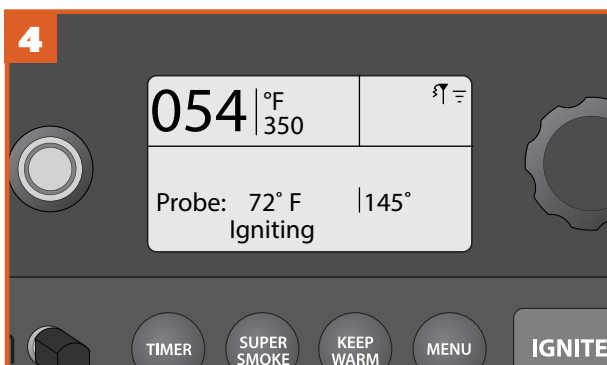 4
054 °F
350
Probe: 72° F 145°
Igniting
TIMER
SUPER
SMOKE
KEEP
WARM
MENU
IGNITE